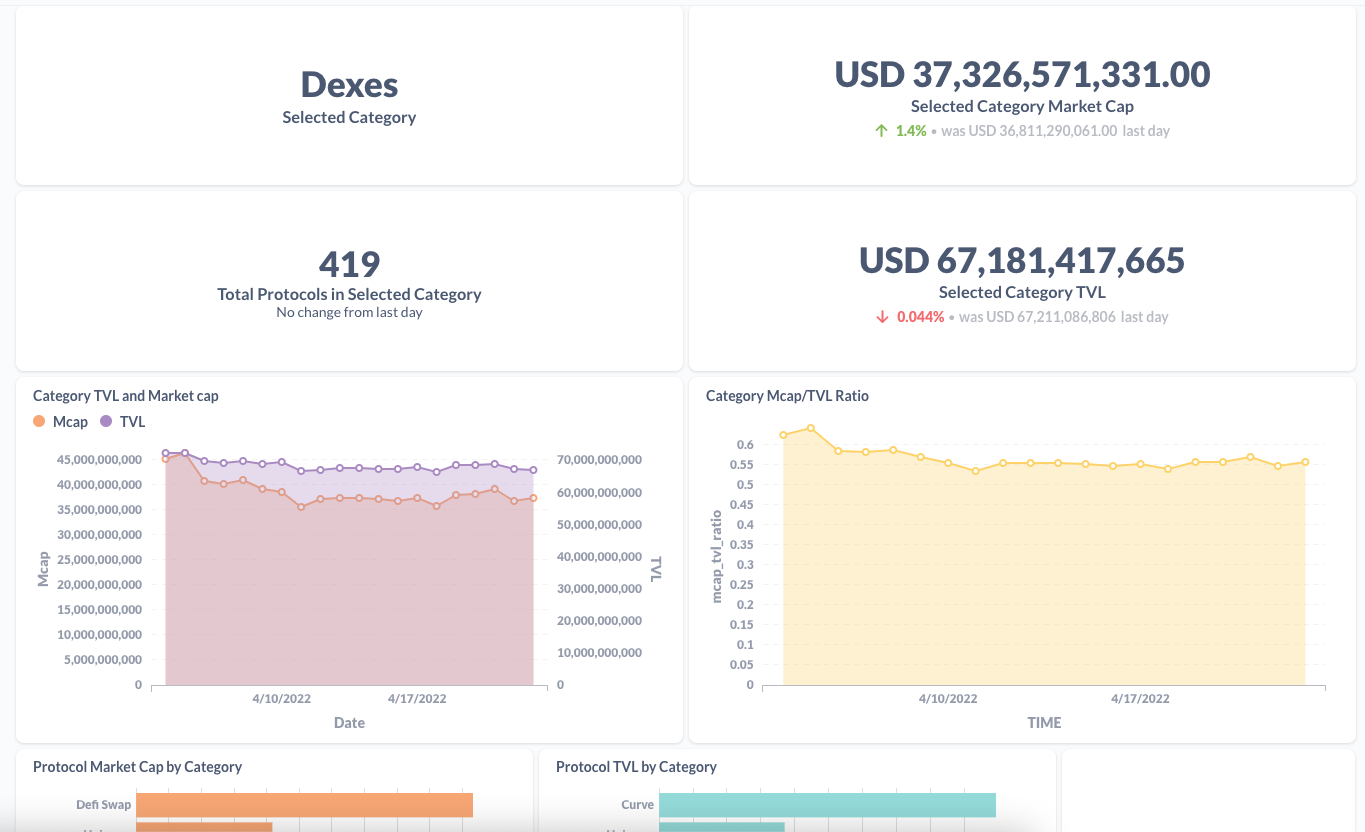 Dexes
Selected Category
USD 37,326,571,331.00
Selected Category Market Cap
↑ 1.4% • was USD 36,811,290,061.00 last day
419
Total Protocols in Selected Category
No change from last day
USD 67,181,417,665
Selected Category TVL
↓ 0.044% • was USD 67,211,086,806 last day
Category TVL and Market cap
Mcap TVL
45,000,000,000
40,000,000,000
35,000,000,000
30,000,000,000
25,000,000,000
20,000,000,000
15,000,000,000
10,000,000,000
5,000,000,000
0
Mcap
70,000,000,000
60,000,000,000
50,000,000,000
40,000,000,000
30,000,000,000
20,000,000,000
10,000,000,000
0
TVL
4/10/2022 4/17/2022
Date
Category Mcap/TVL Ratio
0.6
0.55
0.5
0.45
0.4
0.35
0.3
0.25
0.2
0.15
0.1
0.05
0
mcap_tvl_ratio
4/10/2022 4/17/2022
TIME
Protocol Market Cap by Category
Defi Swap
Protocol TVL by Category
Curve